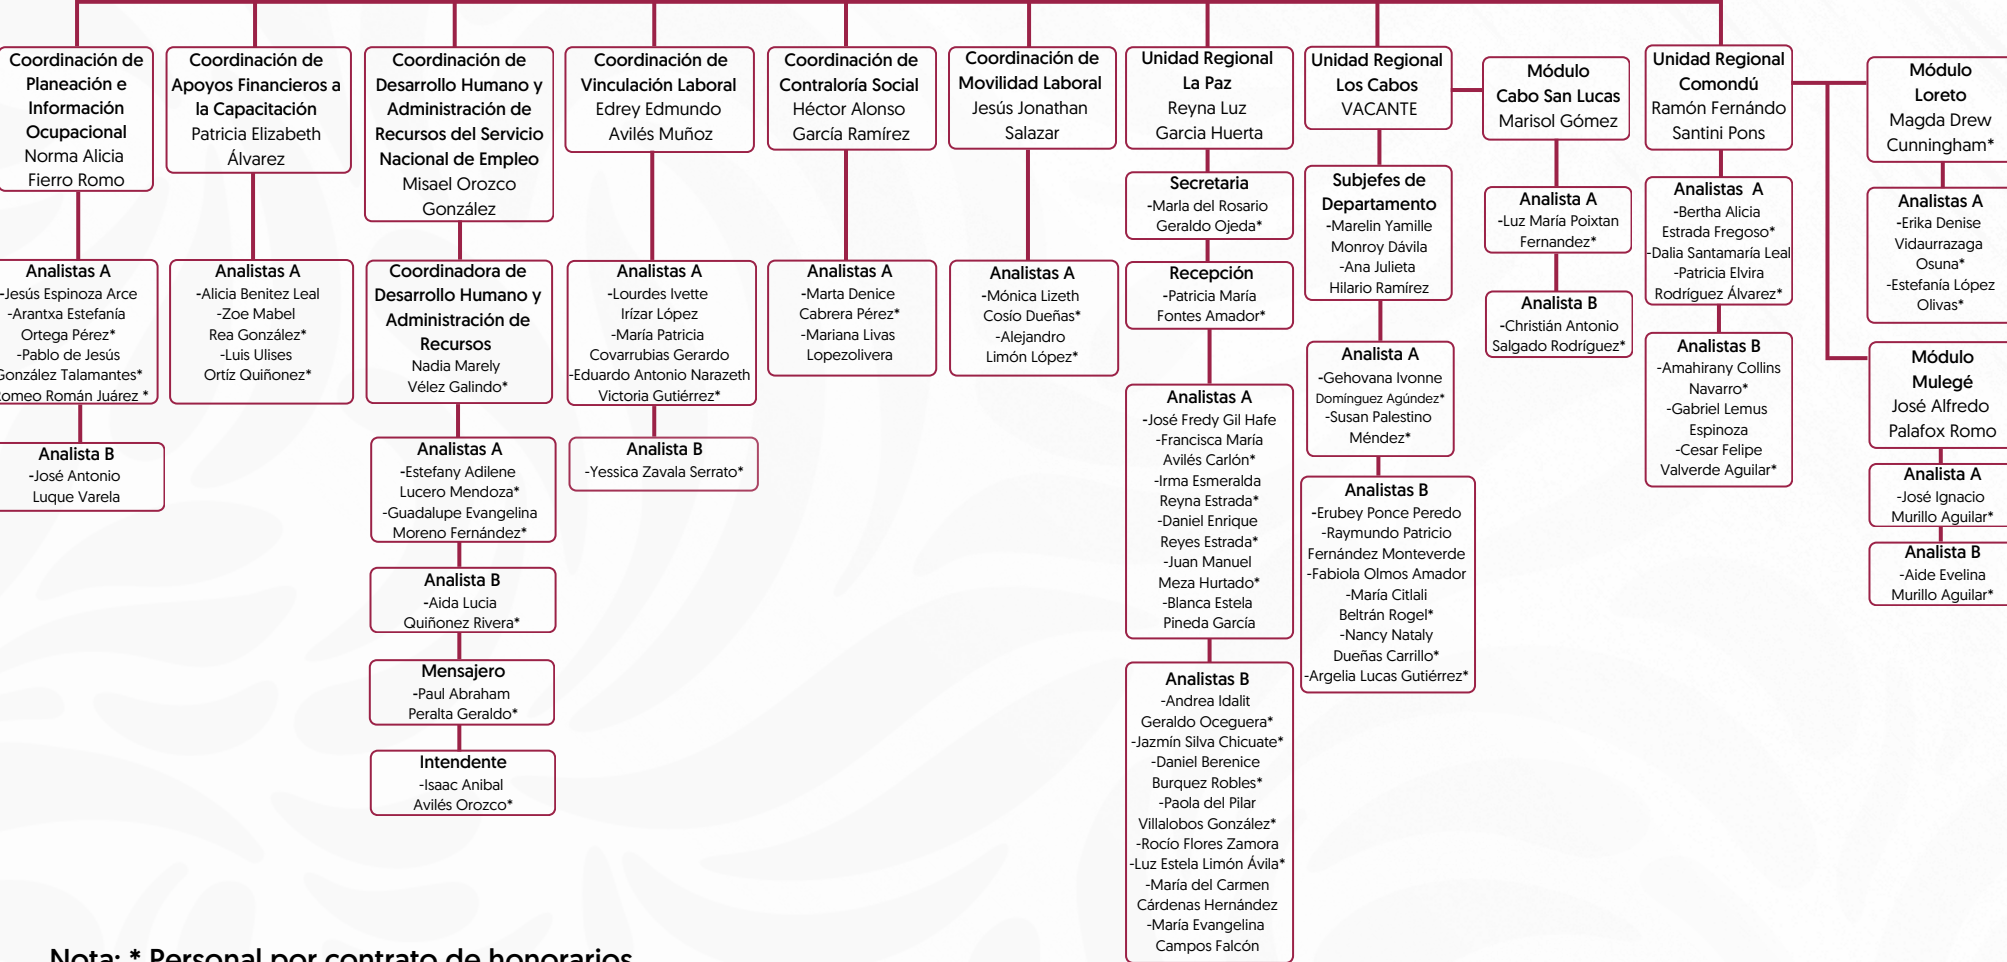 Coordinación de
Planeación e
Información
Ocupacional
Norma Alicia
Fierro Romo
Analistas A
-Jesús Espinoza Arce
-Arantxa Estefanía
Ortega Pérez*
-Pablo de Jesús
González Talamantes*
Romeo Román Juárez *
Analista B
-José Antonio
Luque Varela
Coordinación de
Apoyos Financieros a
la Capacitación
Patricia Elizabeth
Álvarez
Analistas A
-Alicia Benitez Leal
-Zoe Mabel
Rea González*
-Luis Ulises
Ortíz Quiñonez*
Coordinación de
Desarrollo Humano y
Administración de
Recursos del Servicio
Nacional de Empleo
Misael Orozco
González
Coordinadora de
Desarrollo Humano y
Administración de
Recursos
Nadia Marely
Vélez Galindo*
Analistas A
-Estefany Adilene
Lucero Mendoza*
-Guadalupe Evangelina
Moreno Fernández*
Analista B
-Aida Lucia
Quiñonez Rivera*
Mensajero
-Paul Abraham
Peralta Geraldo*
Intendente
-Isaac Anibal
Avilés Orozco*
Coordinación de
Vinculación Laboral
Edrey Edmundo
Avilés Muñoz
Analistas A
-Lourdes Ivette
Irízar López
-María Patricia
Covarrubias Gerardo
-Eduardo Antonio Narazeth
Victoria Gutiérrez*
Analista B
-Yessica Zavala Serrato*
Coordinación de
Contraloría Social
Héctor Alonso
García Ramírez
Analistas A
-Marta Denice
Cabrera Pérez*
-Mariana Livas
Lopezolivera
Coordinación de
Movilidad Laboral
Jesús Jonathan
Salazar
Analistas A
-Mónica Lizeth
Cosío Dueñas*
-Alejandro
Limón López*
Unidad Regional
La Paz
Reyna Luz
Garcia Huerta
Secretaria
-Marla del Rosario
Geraldo Ojeda*
Recepción
-Patricia María
Fontes Amador*
Analistas A
-José Fredy Gil Hafe
-Francisca María
Avilés Carlón*
-Irma Esmeralda
Reyna Estrada*
-Daniel Enrique
Reyes Estrada*
-Juan Manuel
Meza Hurtado*
-Blanca Estela
Pineda García
Analistas B
-Andrea Idalit
Geraldo Oceguera*
-Jazmín Silva Chicuate*
-Daniel Berenice
Burquez Robles*
-Paola del Pilar
Villalobos González*
-Rocío Flores Zamora
-Luz Estela Limón Ávila*
-María del Carmen
Cárdenas Hernández
-María Evangelina
Campos Falcón
Unidad Regional
Los Cabos
VACANTE
Subjefes de
Departamento
-Marelin Yamille
Monroy Dávila
-Ana Julieta
Hilario Ramírez
Analista A
-Gehovana Ivonne
Domínguez Agúndez*
-Susan Palestino
Méndez*
Analistas B
-Erubey Ponce Peredo
-Raymundo Patricio
Fernández Monteverde
-Fabiola Olmos Amador
-María Citlali
Beltrán Rogel*
-Nancy Nataly
Dueñas Carrillo*
-Argelia Lucas Gutiérrez*
Módulo
Cabo San Lucas
Marisol Gómez
Analista A
-Luz María Poixtan
Fernandez*
Analista B
-Christián Antonio
Salgado Rodríguez*
Unidad Regional
Comondú
Ramón Fernándo
Santini Pons
Analistas A
-Bertha Alicia
Estrada Fregoso*
-Dalia Santamaría Leal
-Patricia Elvira
Rodríguez Álvarez*
Analistas B
-Amahirany Collins
Navarro*
-Gabriel Lemus
Espinoza
-Cesar Felipe
Valverde Aguilar*
Módulo
Loreto
Magda Drew
Cunningham*
Analistas A
-Erika Denise
Vidaurrazaga
Osuna*
-Estefanía López
Olivas*
Módulo
Mulegé
José Alfredo
Palafox Romo
Analista A
-José Ignacio
Murillo Aguilar*
Analista B
-Aide Evelina
Murillo Aguilar*
Nota: * Personal por contrato de honorarios